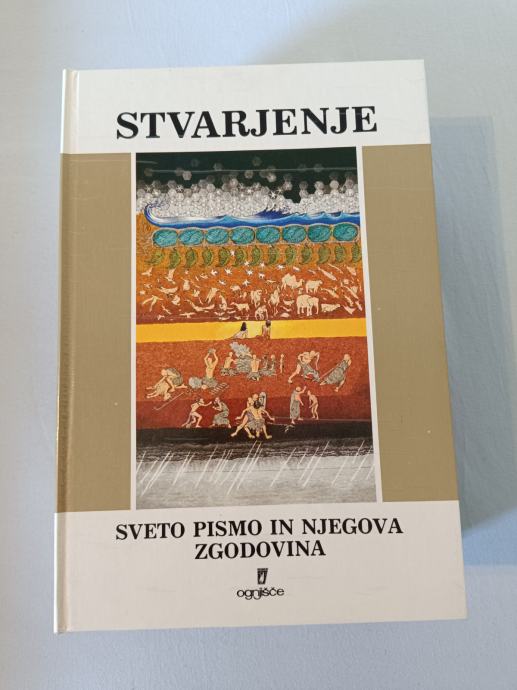 STVARJENJE
SVETO PISMO IN NJEGOVA
ZGODOVINA
ognjišče